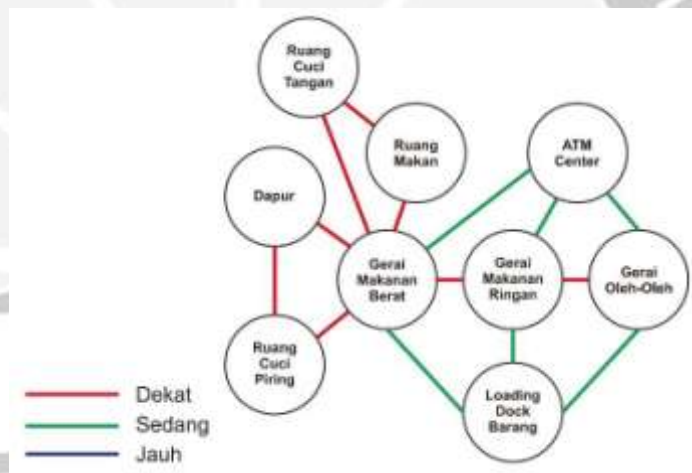 Ruang
Cuci
Tangan
Ruang
Makan
ATM
Center
Dapur
Gerai
Makanan
Berat
Gerai
Makanan
Ringan
Gerai
Oleh-Oleh
Ruang
Cuci
Piring
Loading
Dock
Barang
Dekat
Sedang
Jauh